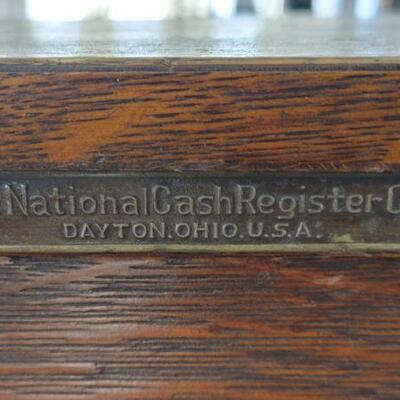 National Cash Register C
DAYTON.OHIO.U.S.A.